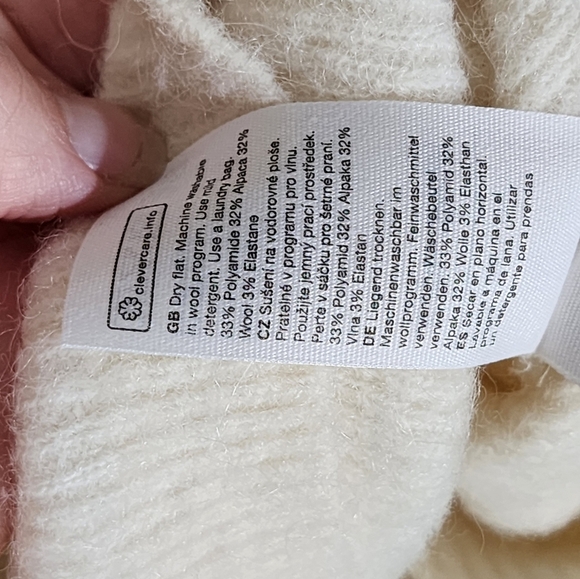 clevercare.info
GB Dry flat. Machine washable
in wool program. Use mild
detergent. Use a laundry bag.
33% Polyamide 32% Alpaca 32%
Wool 3% Elastane
CZ Sušení na vodorovné ploše.
Pratelné v programu pro vlnu.
Použijte jemný prací prostředek.
Perte v sáčku pro šetrné praní.
33% Polyamid 32% Alpaka 32%
Vlna 3% Elastan
DE Liegend trocknen.
Maschinenwaschbar im
wollprogramm. Feinwaschmittel
verwenden. Wäschebeutel
verwenden. 33% Polyamid 32%
Alpaka 32% Wolle 3% Elasthan
ES Secar en plano horizontal.
Lavable a máquina en el
programa de lana. Utilizar
un detergente para prendas